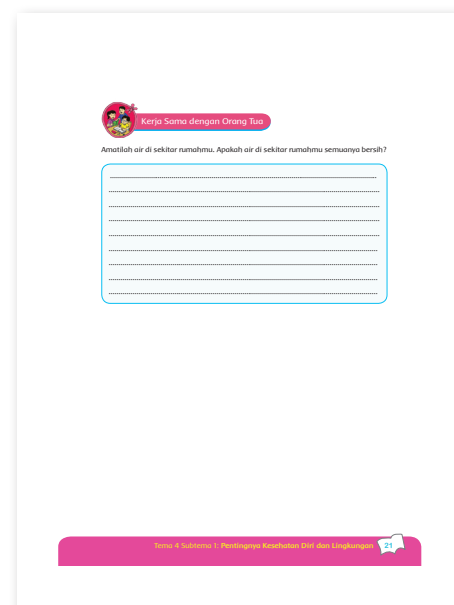 Kerja Sama dengan Orang Tua
Amatilah air di sekitar rumahmu. Apakah air di sekitar rumahmu semuanya bersih?
Tema 4 Subtema 1: Pentingnya Kesehatan Diri dan Lingkungan
21